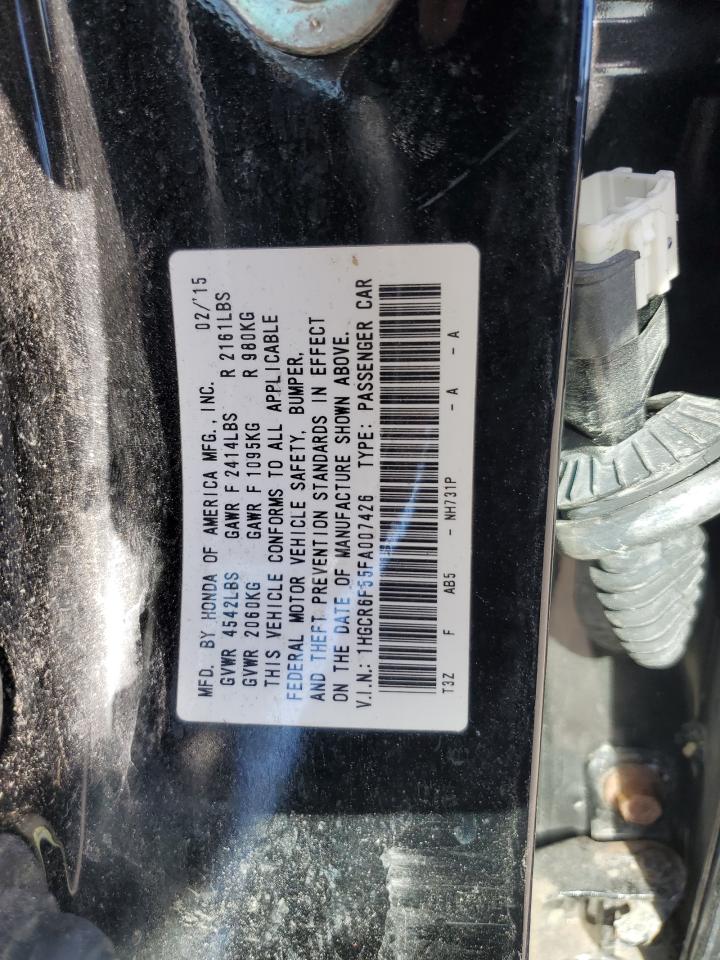 MFD. BY HONDA OF AMERICA MFG., INC. 02/'15
GVWR 4542LBS GAWR F 2414LBS R 2161LBS
GVWR 2060KG GAWR F 1095KG R 980KG
THIS VEHICLE CONFORMS TO ALL APPLICABLE
FEDERAL MOTOR VEHICLE SAFETY, BUMPER,
AND THEFT PREVENTION STANDARDS IN EFFECT
ON THE DATE OF MANUFACTURE SHOWN ABOVE.
V.I.N.: 1HGCR6F55FA007426 TYPE: PASSENGER CAR
T3Z F AB5 - NH731P - A - A